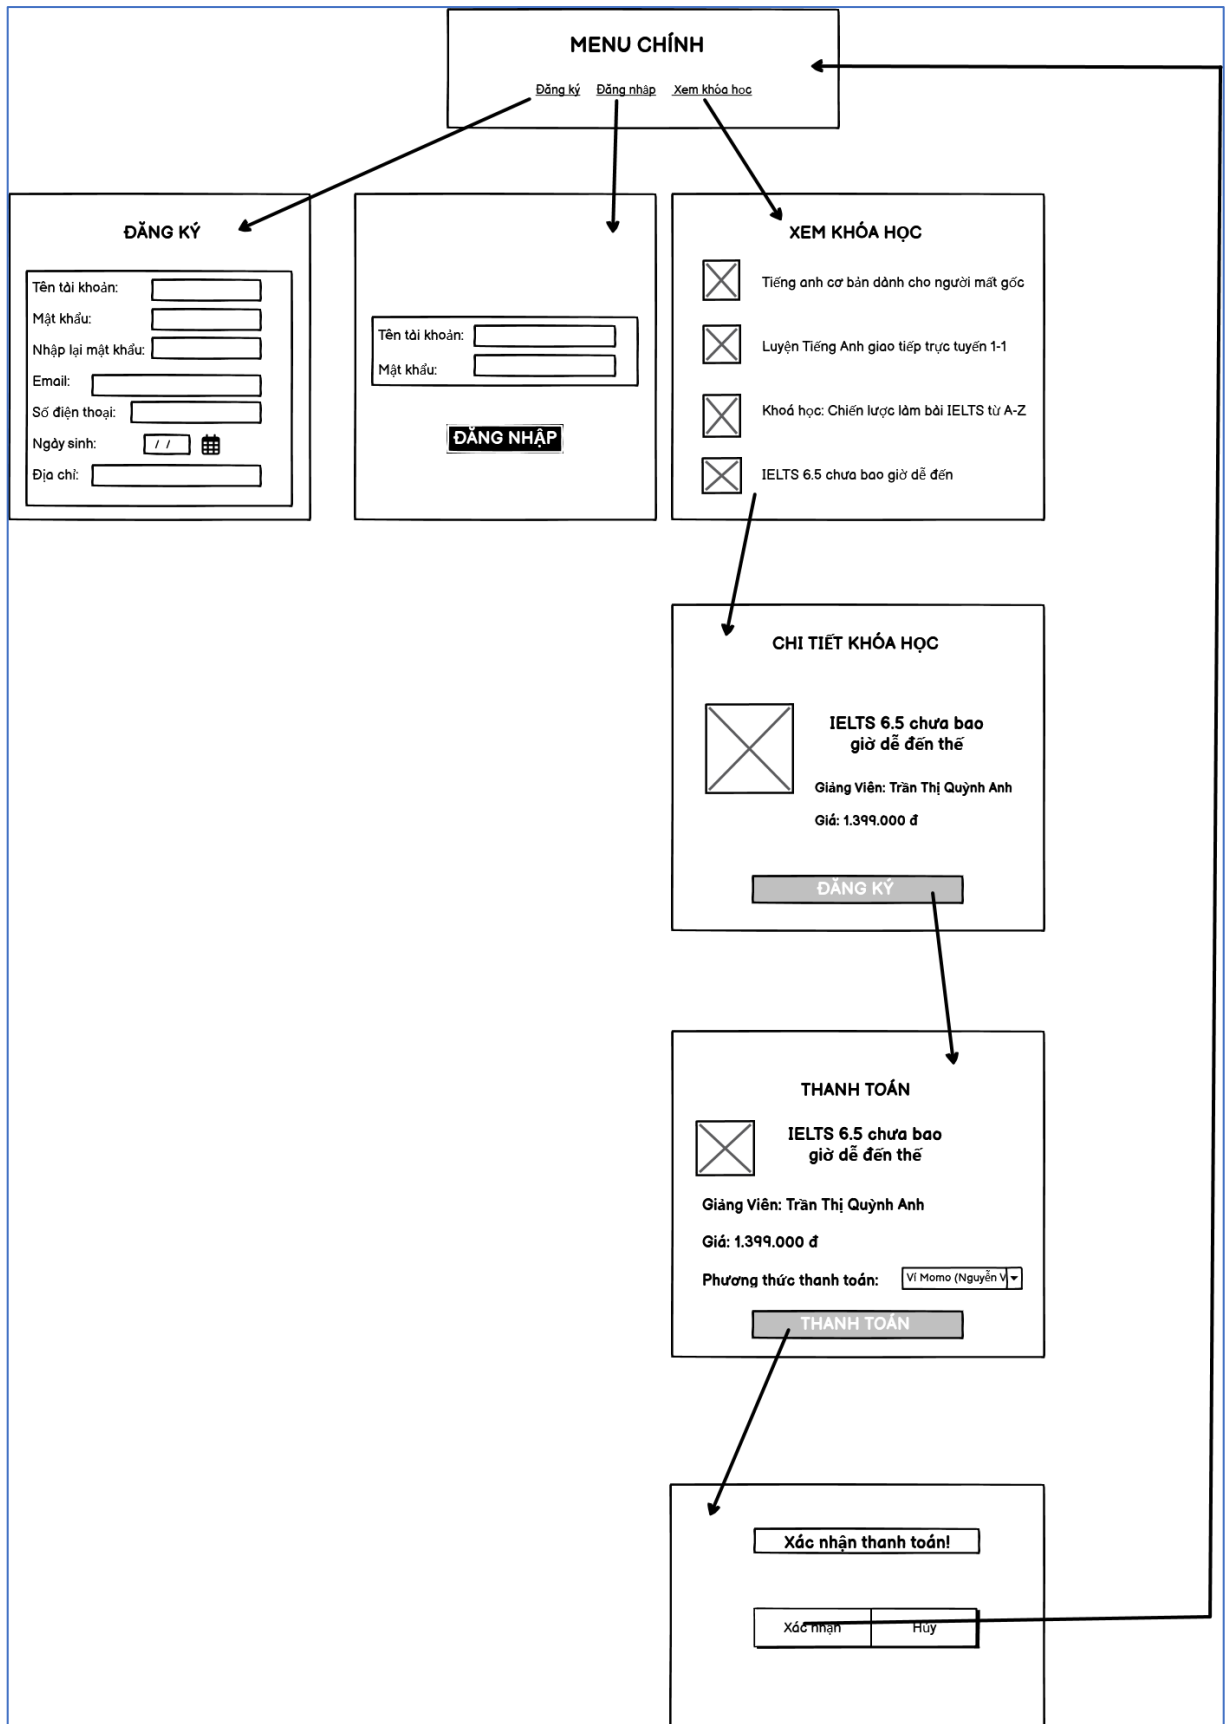 MENU CHÍNH
Đăng ký Đăng nhập Xem khóa học
ĐĂNG KÝ
Tên tài khoản:
Mật khẩu:
Nhập lại mật khẩu:
Email:
Số điện thoại:
Ngày sinh: / /
Địa chỉ:
Tên tài khoản:
Mật khẩu:
ĐĂNG NHẬP
XEM KHÓA HỌC
Tiếng anh cơ bản dành cho người mất gốc
Luyện Tiếng Anh giao tiếp trực tuyến 1-1
Khoá học: Chiến lược làm bài IELTS từ A-Z
IELTS 6.5 chưa bao giờ dễ đến
CHI TIẾT KHÓA HỌC
IELTS 6.5 chưa bao
giờ dễ đến thế
Giảng Viên: Trần Thị Quỳnh Anh
Giá: 1.399.000 đ
ĐĂNG KÝ
THANH TOÁN
IELTS 6.5 chưa bao
giờ dễ đến thế
Giảng Viên: Trần Thị Quỳnh Anh
Giá: 1.399.000 đ
Phương thức thanh toán: Ví Momo (Nguyễn V
THANH TOÁN
Xác nhận thanh toán!
Xác nhận Hủy